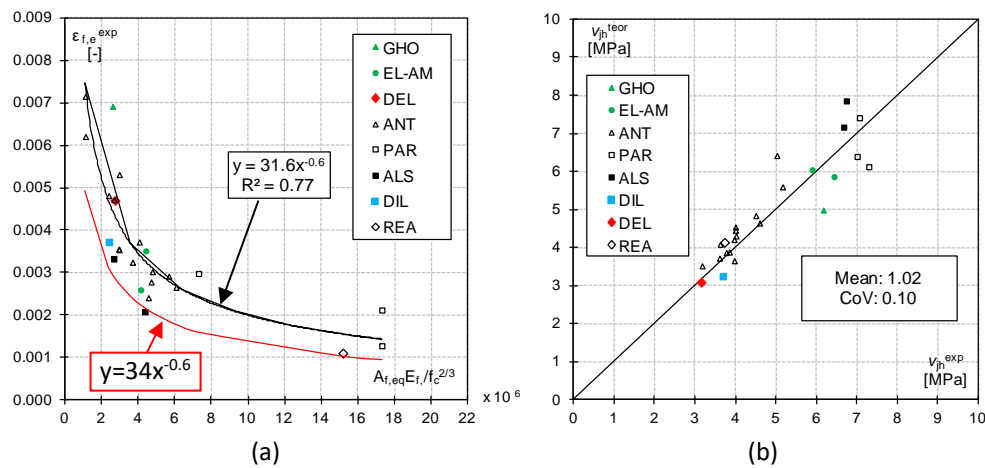 0.009
0.008
0.007
0.006
0.005
0.004
0.003
0.002
0.001
0.000
ε f,e exp
[-]
GHO
EL-AM
DEL
ANT
PAR
ALS
DIL
REA
y = 31.6x-0.6
R² = 0.77
y=34x-0.6
A f,eq E f, /f c 2/3
0 2 4 6 8 10 12 14 16 18 20 22
x 10 6
(a)
10
9
8
7
6
5
4
3
2
1
0
v jh teor
[MPa]
GHO
EL-AM
ANT
PAR
ALS
DIL
DEL
REA
Mean: 1.02
CoV: 0.10
v jh exp
[MPa]
0 1 2 3 4 5 6 7 8 9 10
(b)